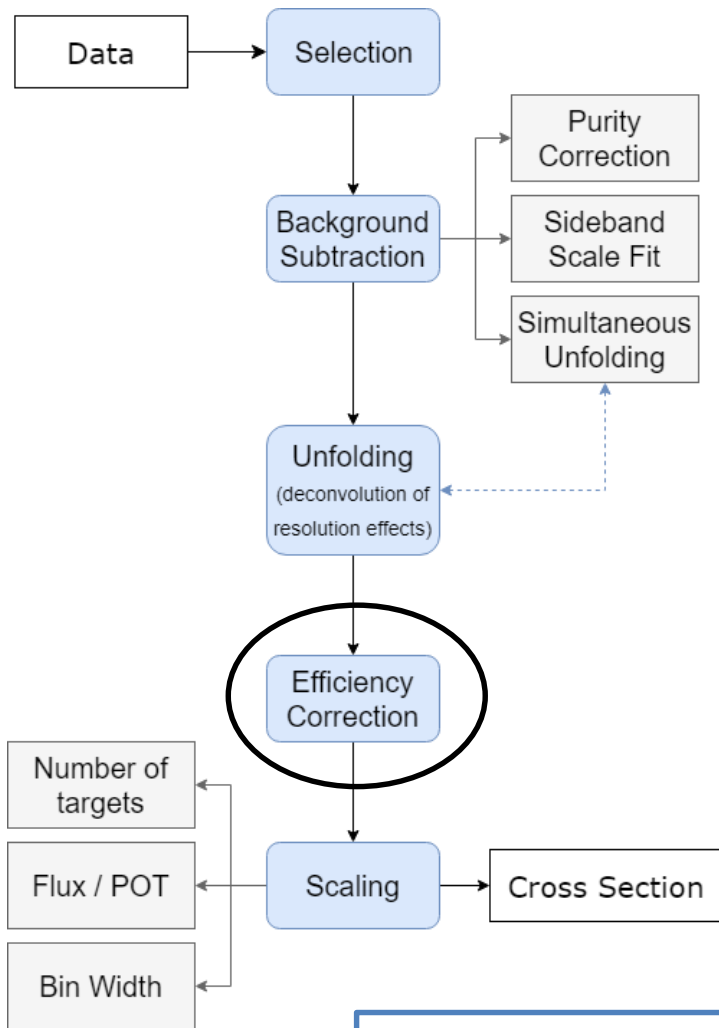 Data
Selection
Purity
Correction
Background
Subtraction
Sideband
Scale Fit
Simultaneous
Unfolding
Unfolding
(deconvolution of
resolution effects)
Efficiency
Correction
Number of
targets
Flux / POT
Scaling
Cross Section
Bin Width